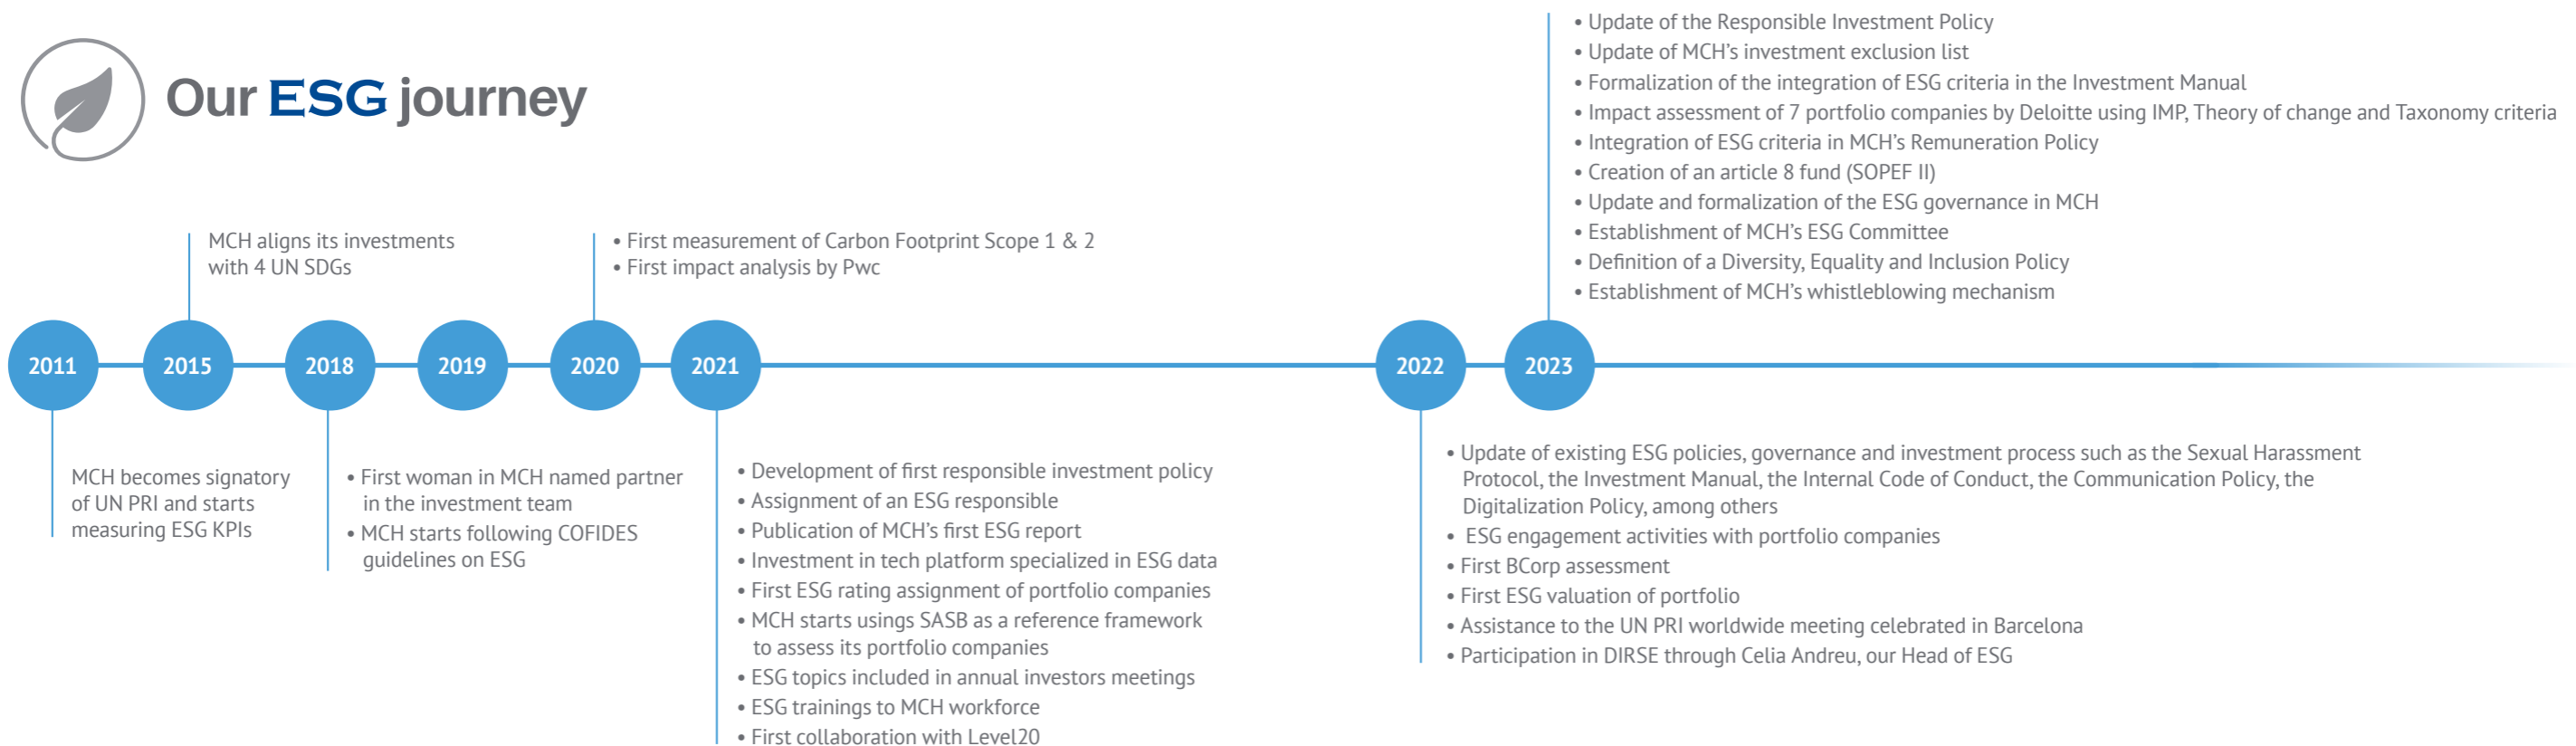 Our ESG journey
• Update of the Responsible Investment Policy
• Update of MCH's investment exclusion list
• Formalization of the integration of ESG criteria in the Investment Manual
• Impact assessment of 7 portfolio companies by Deloitte using IMP, Theory of change and Taxonomy criteria
• Integration of ESG criteria in MCH's Remuneration Policy
• Creation of an article 8 fund (SOPEF II)
• Update and formalization of the ESG governance in MCH
• Establishment of MCH's ESG Committee
• Definition of a Diversity, Equality and Inclusion Policy
• Establishment of MCH's whistleblowing mechanism
MCH aligns its investments
with 4 UN SDGs
• First measurement of Carbon Footprint Scope 1 & 2
• First impact analysis by Pwc
2011
2015
2018
2019
2020
2021
2022
2023
MCH becomes signatory
of UN PRI and starts
measuring ESG KPIs
• First woman in MCH named partner
in the investment team
• MCH starts following COFIDES
guidelines on ESG
• Development of first responsible investment policy
• Assignment of an ESG responsible
• Publication of MCH's first ESG report
• Investment in tech platform specialized in ESG data
• First ESG rating assignment of portfolio companies
• MCH starts usings SASB as a reference framework
to assess its portfolio companies
• ESG topics included in annual investors meetings
• ESG trainings to MCH workforce
• First collaboration with Level20
• Update of existing ESG policies, governance and investment process such as the Sexual Harassment
Protocol, the Investment Manual, the Internal Code of Conduct, the Communication Policy, the
Digitalization Policy, among others
• ESG engagement activities with portfolio companies
• First BCorp assessment
• First ESG valuation of portfolio
• Assistance to the UN PRI worldwide meeting celebrated in Barcelona
• Participation in DIRSE through Celia Andreu, our Head of ESG